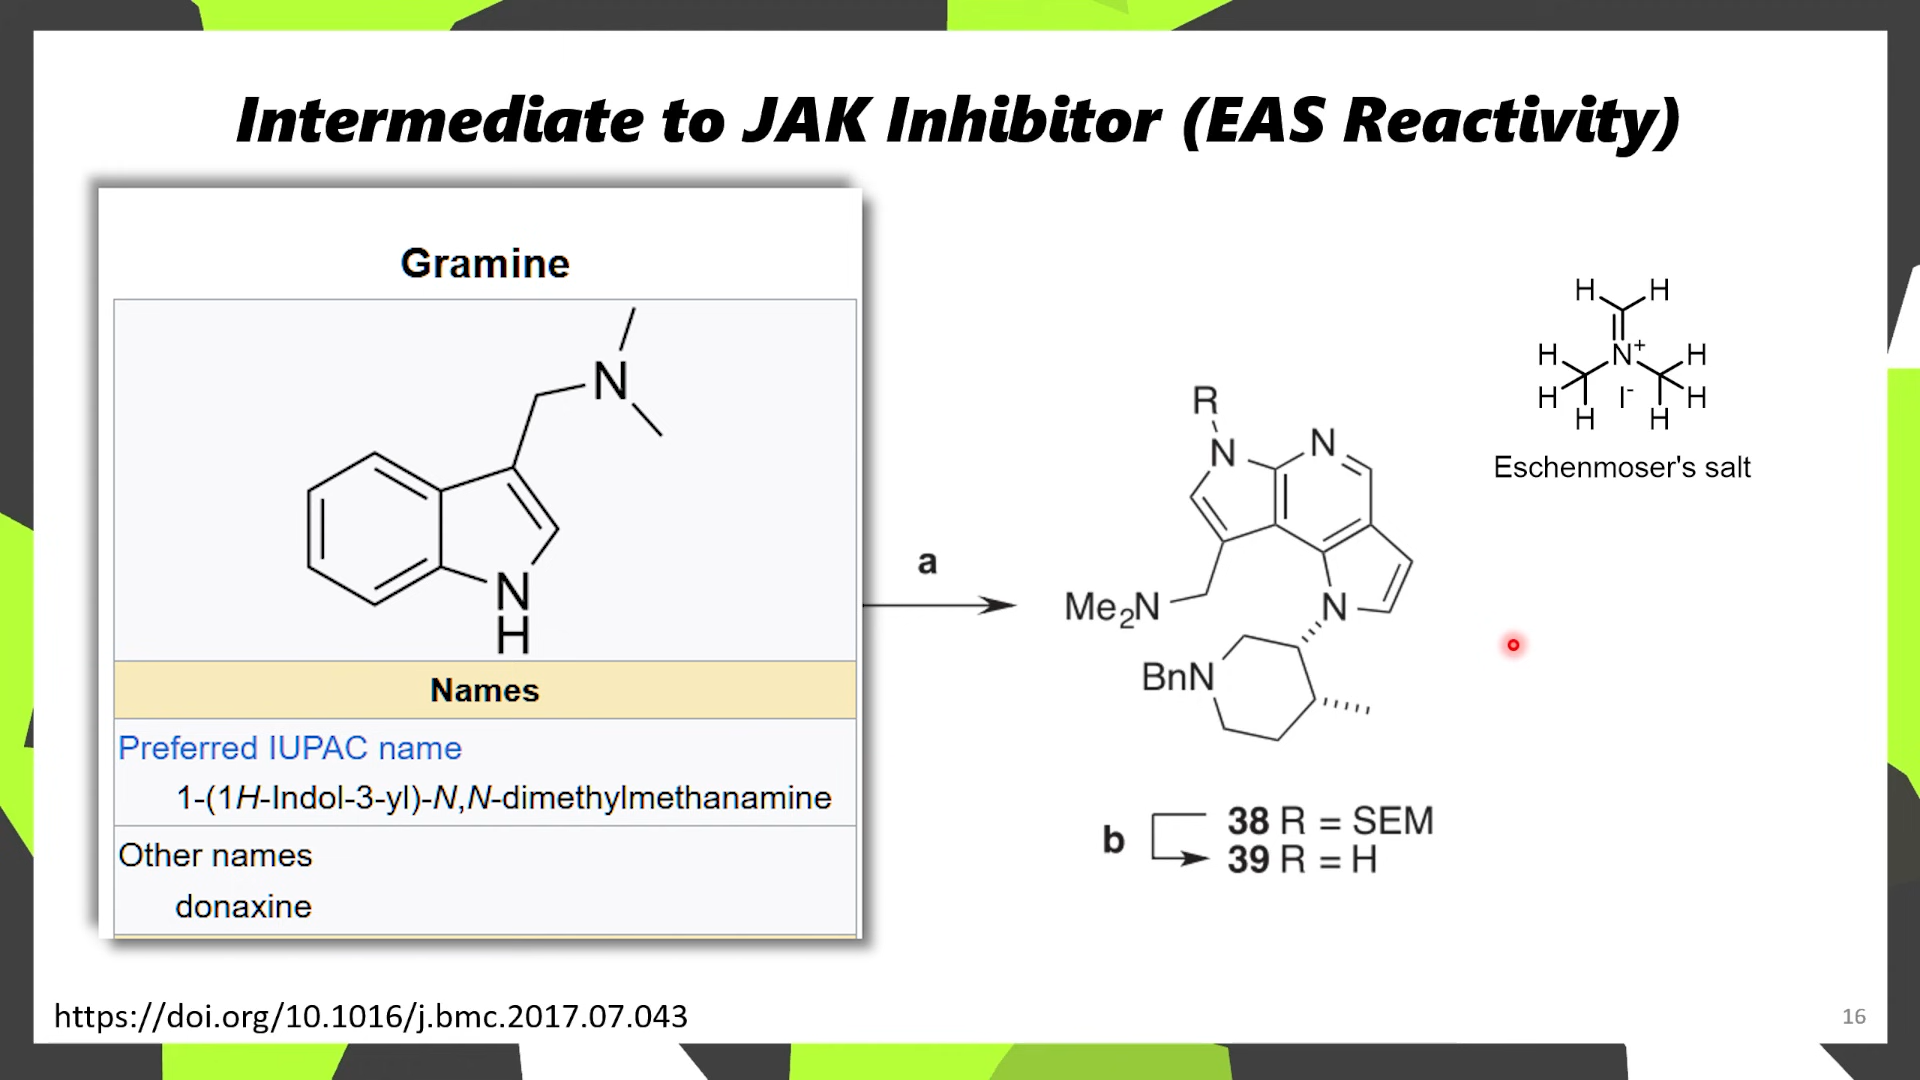 Intermediate to JAK Inhibitor (EAS Reactivity)
Gramine
N
N
H
Names
Preferred IUPAC name
1-(1H-Indol-3-yl)-N,N-dimethylmethanamine
Other names
donaxine
a
R
N
N
Me2N
N
BnN
b
38 R = SEM
39 R = H
H H
H N+ H
H I- H
H H
Eschenmoser's salt
https://doi.org/10.1016/j.bmc.2017.07.043
16